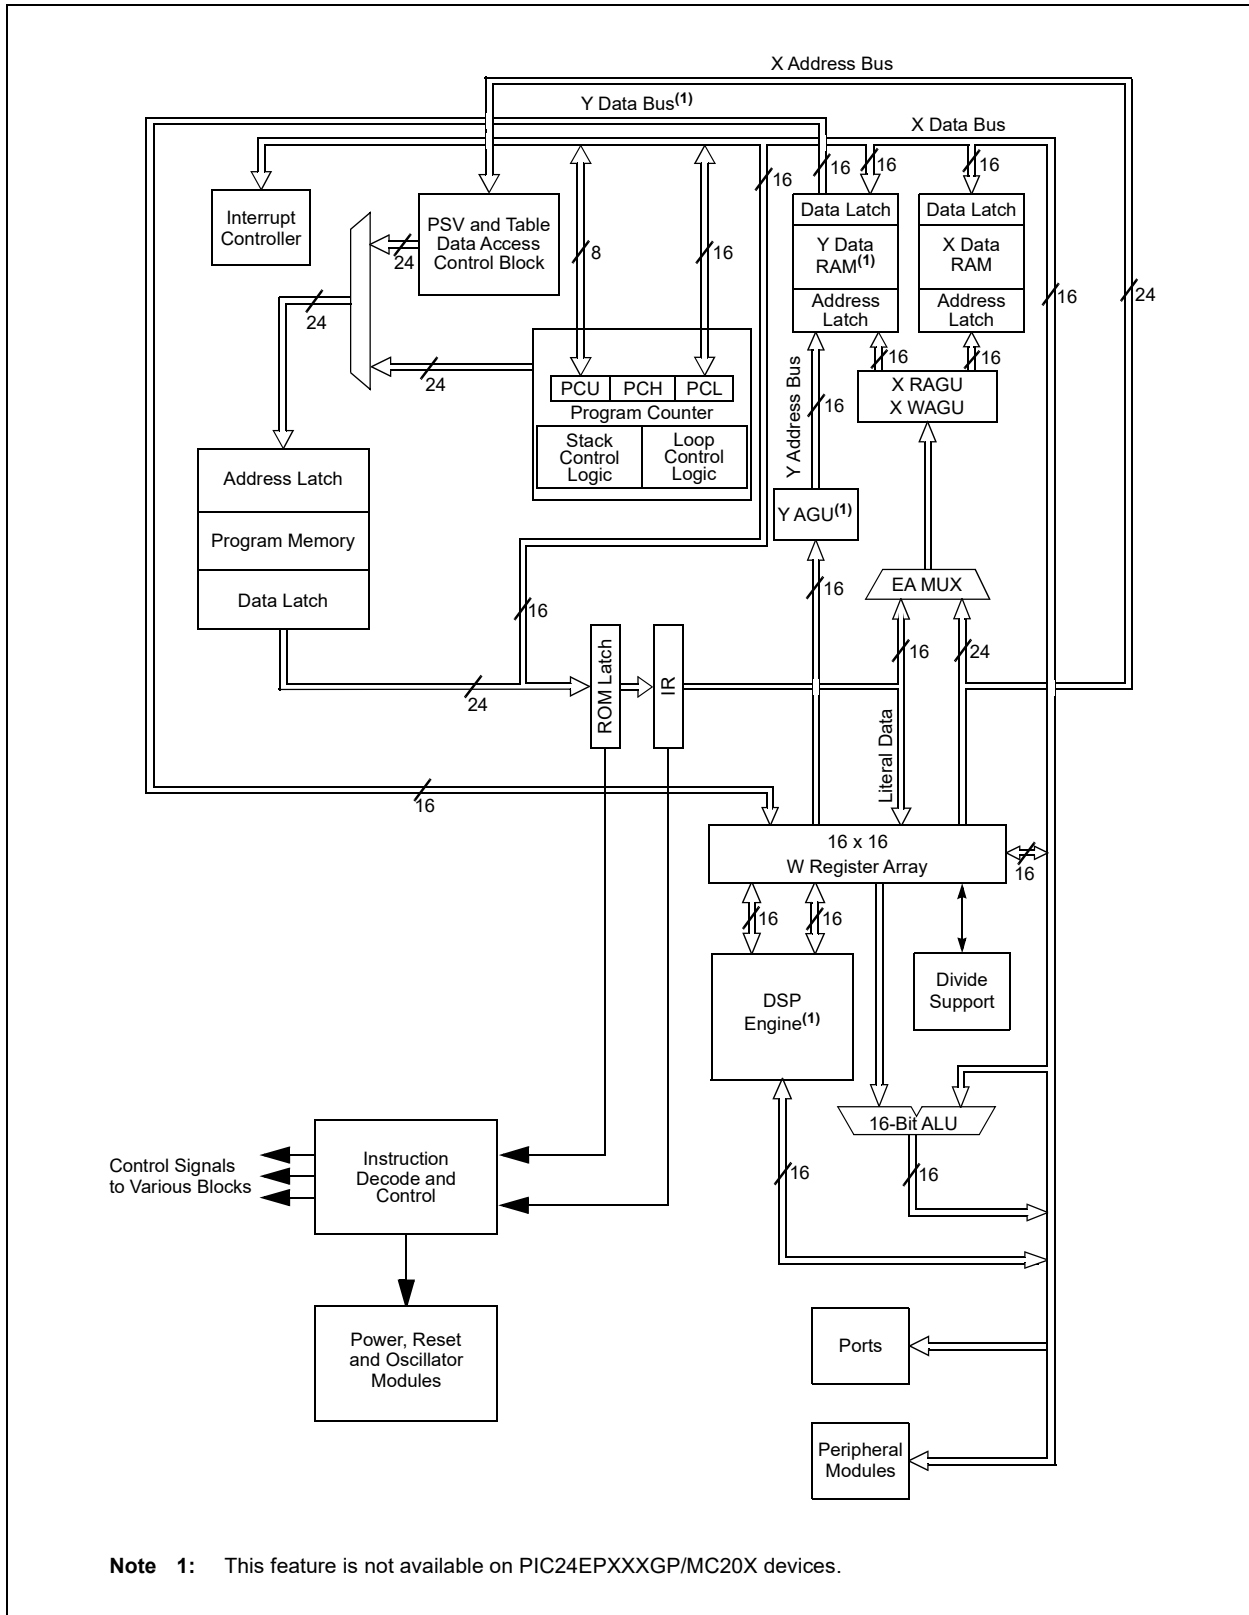 X Address Bus
Y Data Bus(1)
X Data Bus
16
16
16
16
Interrupt
Controller
PSV and Table
Data Access
Control Block
Data Latch
Y Data
RAM(1)
Address
Latch
Data Latch
X Data
RAM
Address
Latch
24
8
16
16
24
24
24
16
16
PCU
PCH
PCL
Program Counter
Stack
Control
Logic
Loop
Control
Logic
Y Address Bus
16
X RAGU
X WAGU
Address Latch
Program Memory
Data Latch
Y AGU(1)
16
EA MUX
16
16
24
24
ROM Latch
IR
Literal Data
16
16 x 16
W Register Array
16
16
16
DSP
Engine(1)
Divide
Support
16-Bit ALU
16
16
Control Signals
to Various Blocks
Instruction
Decode and
Control
Power, Reset
and Oscillator
Modules
Ports
Peripheral
Modules
Note 1: This feature is not available on PIC24EPXXXGP/MC20X devices.